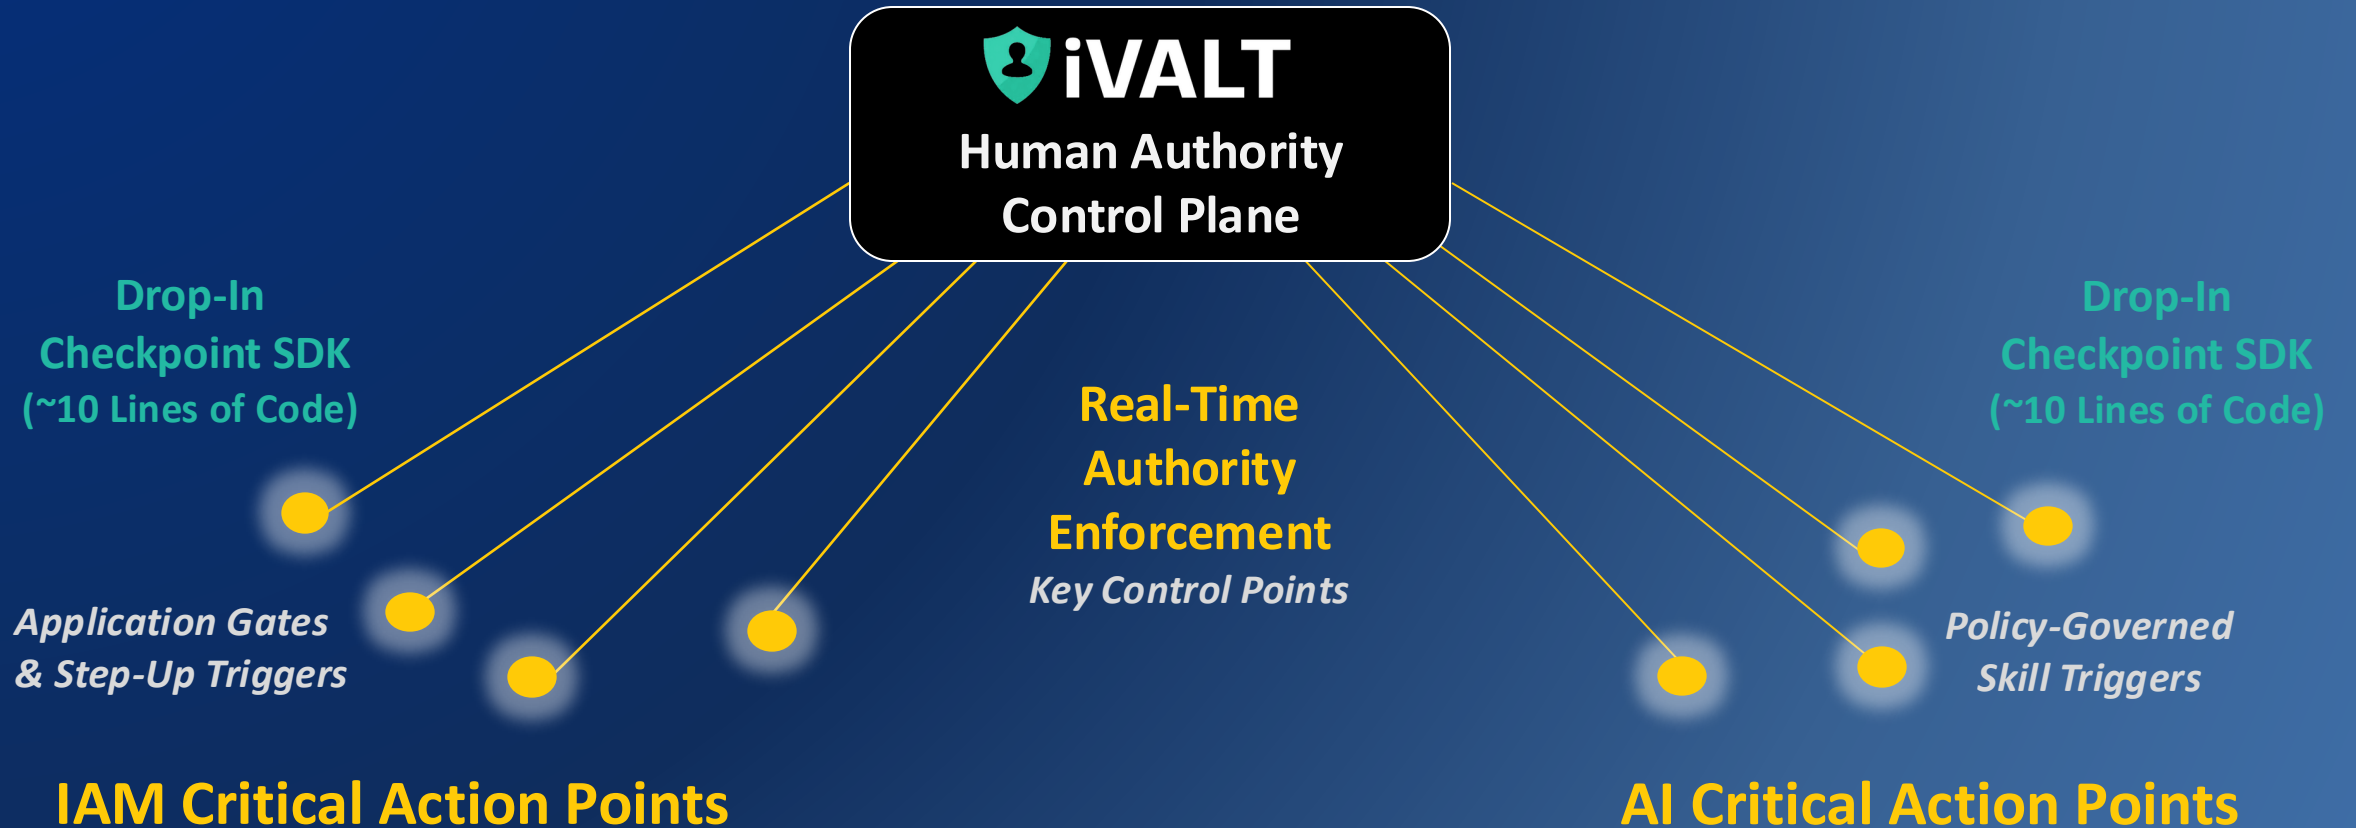 iVALT
Human Authority
Control Plane
Drop-In
Checkpoint SDK
(~10 Lines of Code)
Application Gates
& Step-Up Triggers
IAM Critical Action Points
Real-Time
Authority
Enforcement
Key Control Points
Drop-In
Checkpoint SDK
(~10 Lines of Code)
Policy-Governed
Skill Triggers
AI Critical Action Points